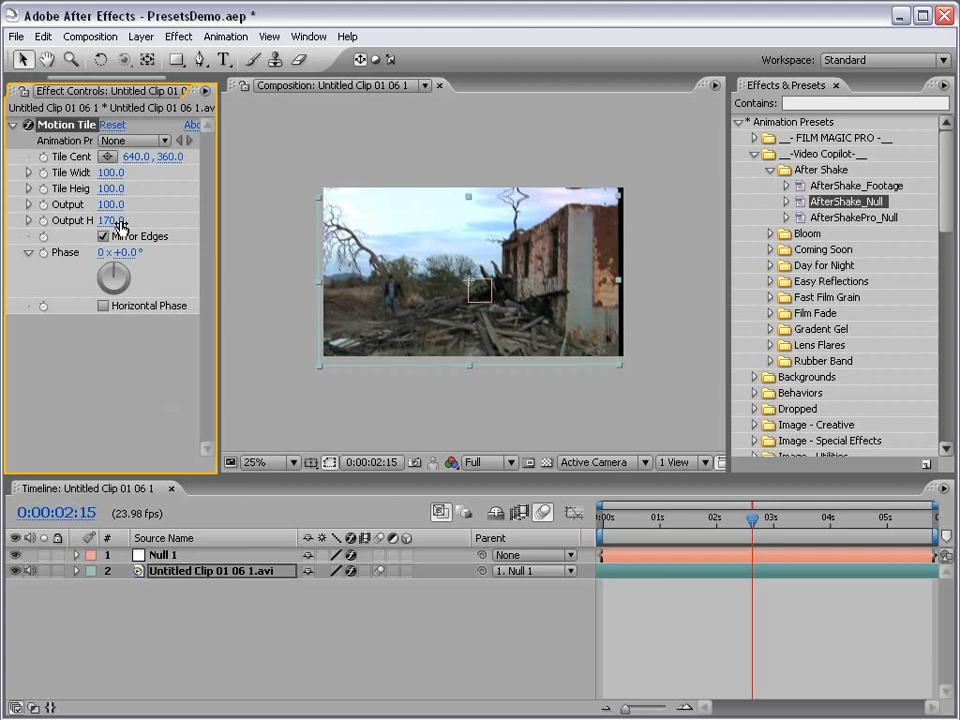 Adobe After Effects - PresetsDemo.aep *
File Edit Composition Layer Effect Animation View Window Help
Workspace: Standard
Effect Controls: Untitled Clip 01 0
Untitled Clip 01 06 1 * Untitled Clip 01 06 1.av
Motion Tile Reset Abo
Animation Pr None
Tile Cent 640.0, 360.0
Tile Widt 100.0
Tile Heig 100.0
Output 100.0
Output H 170.0
Mirror Edges
Phase 0 x +0.0°
Horizontal Phase
Composition: Untitled Clip 01 06 1
25% 0:00:02:15 Full Active Camera 1 View
Effects & Presets
Contains:
* Animation Presets
__- FILM MAGIC PRO -__
__-Video Copilot-__
After Shake
AfterShake_Footage
AfterShake_Null
AfterShakePro_Null
Bloom
Coming Soon
Day for Night
Easy Reflections
Fast Film Grain
Film Fade
Gradent Gel
Lens Flares
Rubber Band
Backgrounds
Behaviors
Dropped
Image - Creative
Image - Special Effects
Image - Utilities
Timeline: Untitled Clip 01 06 1
0:00:02:15 (23.98 fps)
:00s 01s 02s 03s 04s 05s
# Source Name Parent
1 Null 1 None
2 Untitled Clip 01 06 1.avi 1. Null 1